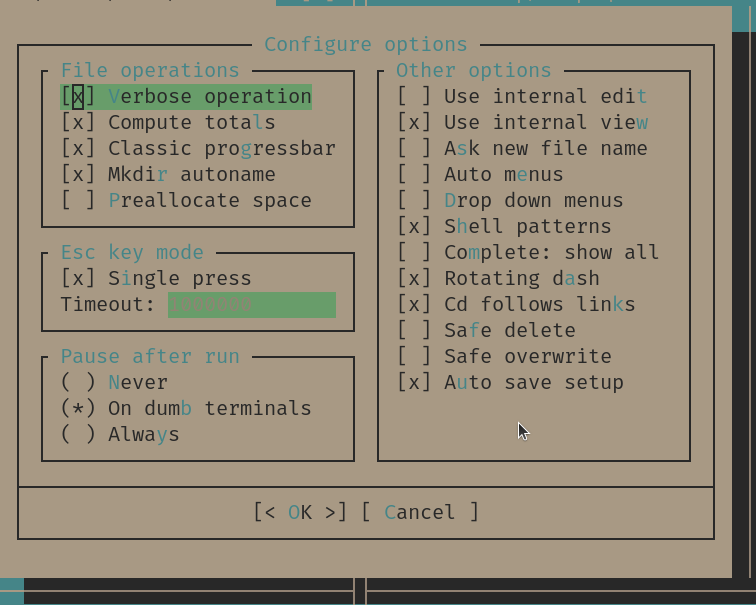 Configure options
File operations
[x] Verbose operation
[x] Compute totals
[x] Classic progressbar
[x] Mkdir autoname
[ ] Preallocate space
Esc key mode
[x] Single press
Timeout:
Pause after run
( ) Never
(*) On dumb terminals
( ) Always
Other options
[ ] Use internal edit
[x] Use internal view
[ ] Ask new file name
[ ] Auto menus
[ ] Drop down menus
[x] Shell patterns
[ ] Complete: show all
[x] Rotating dash
[x] Cd follows links
[ ] Safe delete
[ ] Safe overwrite
[x] Auto save setup
[< OK >] [ Cancel ]